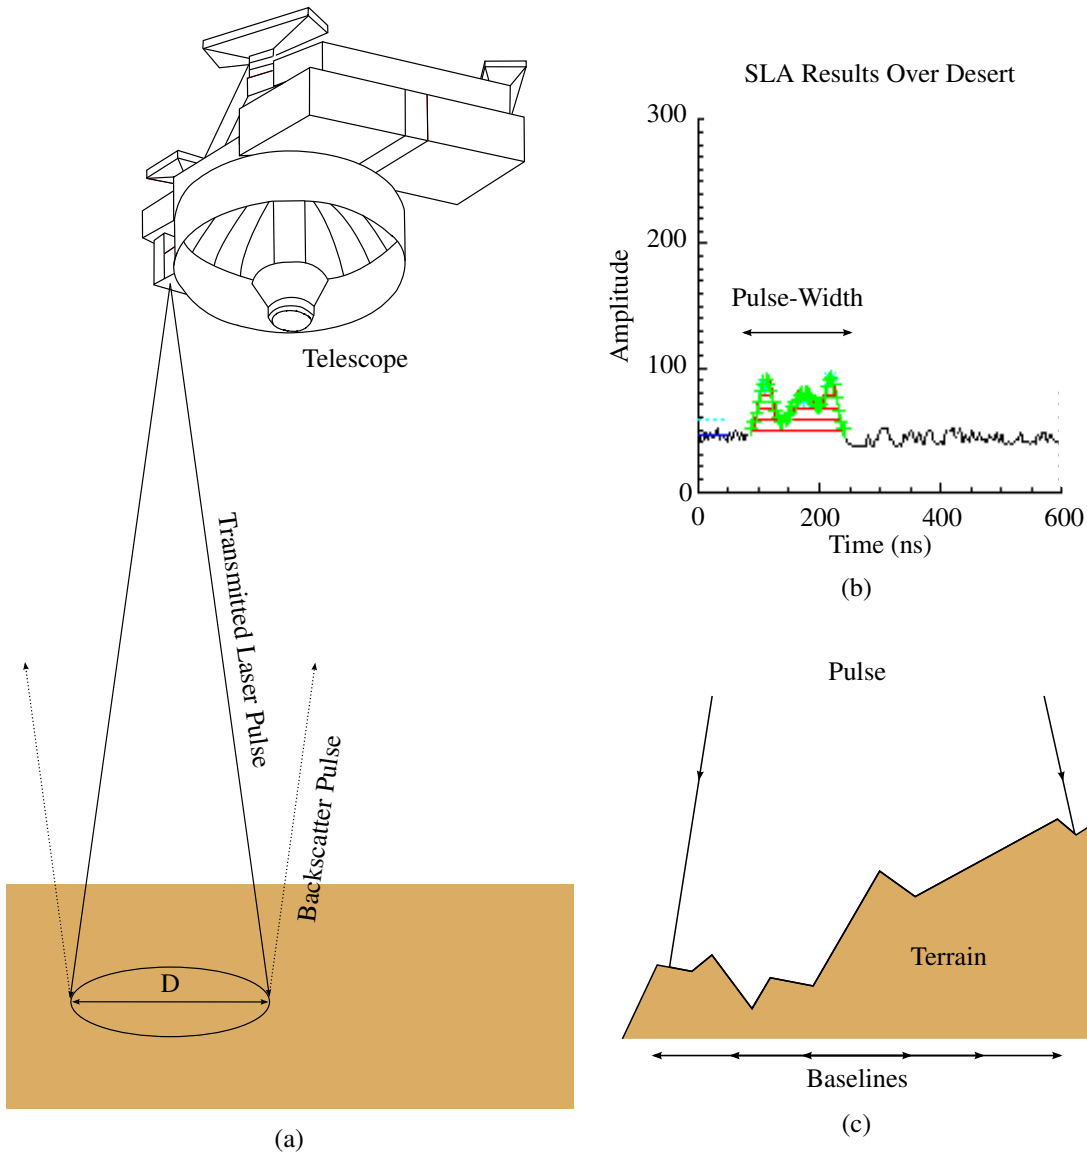 Telescope
Transmitted Laser Pulse
Backscatter Pulse
D
(a)
SLA Results Over Desert
300
200
100
0
Amplitude
Pulse-Width
0 200 400 600
Time (ns)
(b)
Pulse
Terrain
Baselines
(c)